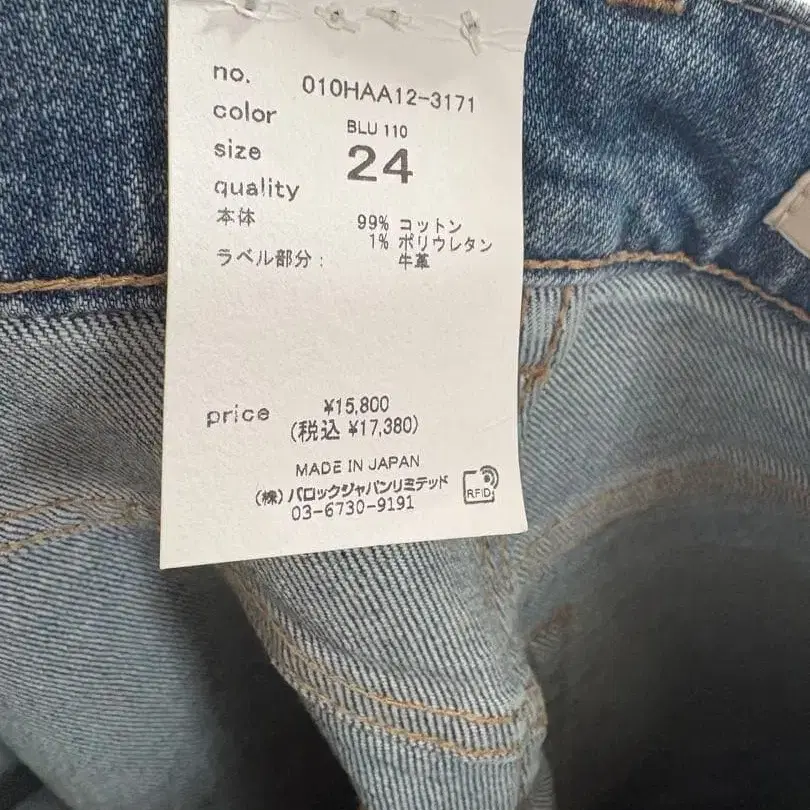 no. 010HAA12-3171
color BLU 110
size 24
quality
本体 99% コットン
1% ポリウレタン
ラベル部分： 牛革
price ¥15,800
(税込 ¥17,380)
MADE IN JAPAN
(株) バロックジャパンリミテッド
03-6730-9191
RFID